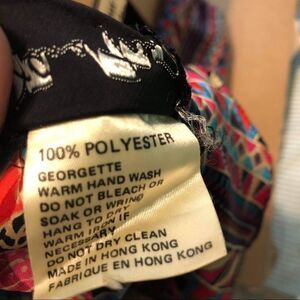 100% POLYESTER
GEORGETTE
WARM HAND WASH
DO NOT BLEACH OR
SOAK OR WRING
HANG TO DRY
WARM IRON IF
NECESSARY
DO NOT DRY CLEAN
MADE IN HONG KONG
FABRIQUE EN HONG KONG